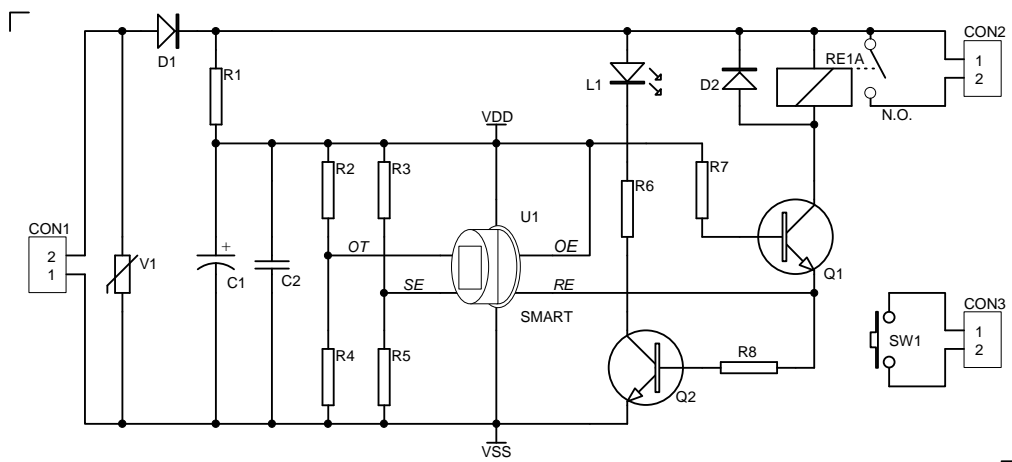 CON2
D1
R1
RE1A
1
2
L1
D2
N.O.
VDD
R2
R3
R7
R6
U1
CON1
2
1
V1
OT
OE
+
C1
C2
SE
RE
Q1
CON3
SMART
1
2
SW1
R4
R5
R8
Q2
VSS